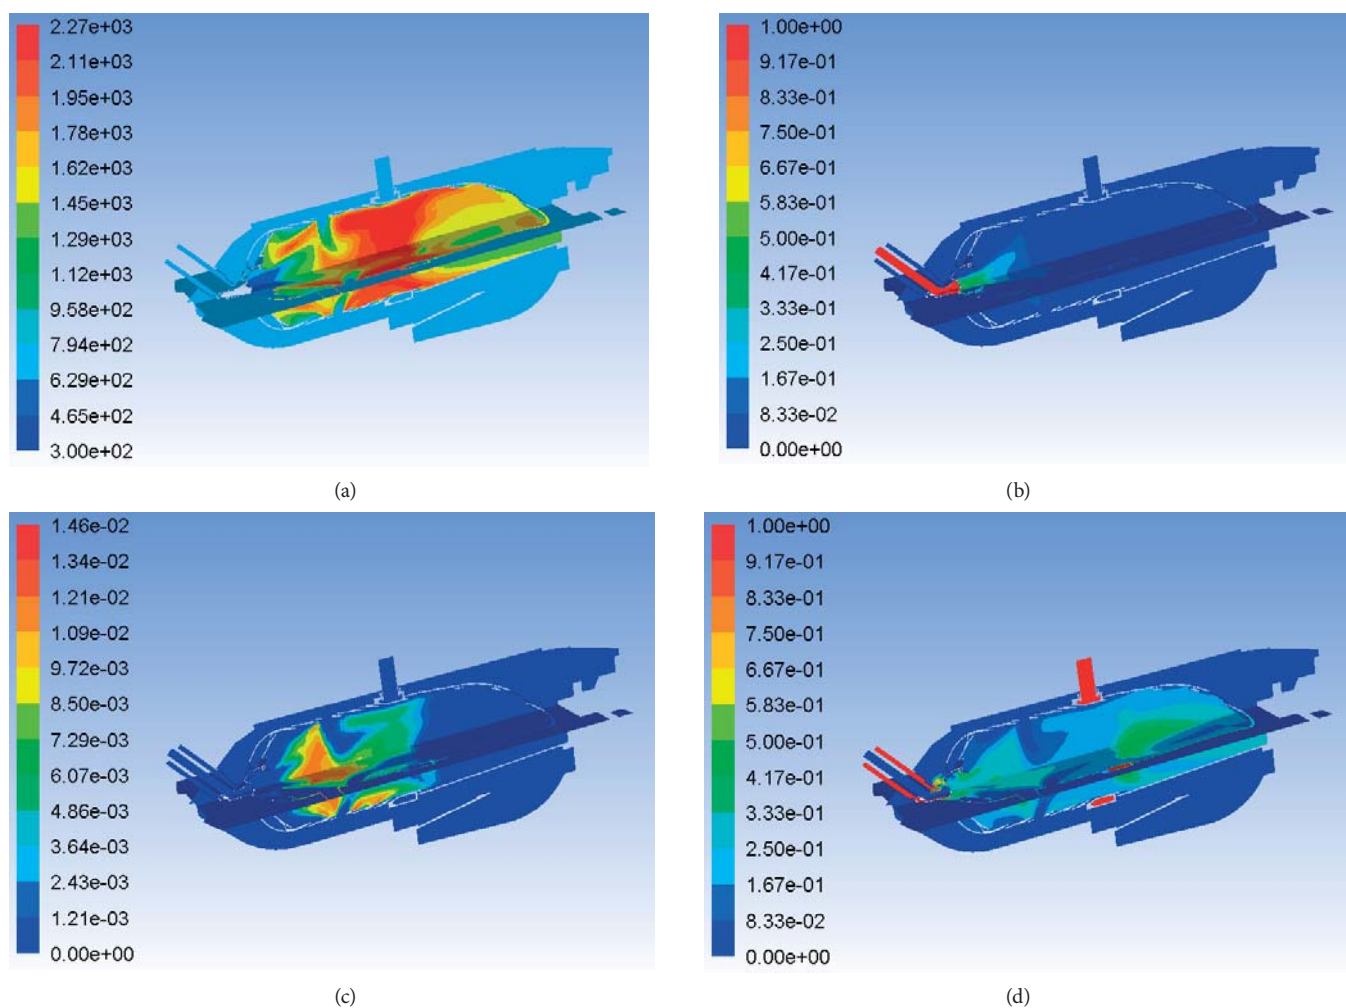 2.27e+03
2.11e+03
1.95e+03
1.78e+03
1.62e+03
1.45e+03
1.29e+03
1.12e+03
9.58e+02
7.94e+02
6.29e+02
4.65e+02
3.00e+02
(a)
1.00e+00
9.17e-01
8.33e-01
7.50e-01
6.67e-01
5.83e-01
5.00e-01
4.17e-01
3.33e-01
2.50e-01
1.67e-01
8.33e-02
0.00e+00
(b)
1.46e-02
1.34e-02
1.21e-02
1.09e-02
9.72e-03
8.50e-03
7.29e-03
6.07e-03
4.86e-03
3.64e-03
2.43e-03
1.21e-03
0.00e+00
(c)
1.00e+00
9.17e-01
8.33e-01
7.50e-01
6.67e-01
5.83e-01
5.00e-01
4.17e-01
3.33e-01
2.50e-01
1.67e-01
8.33e-02
0.00e+00
(d)